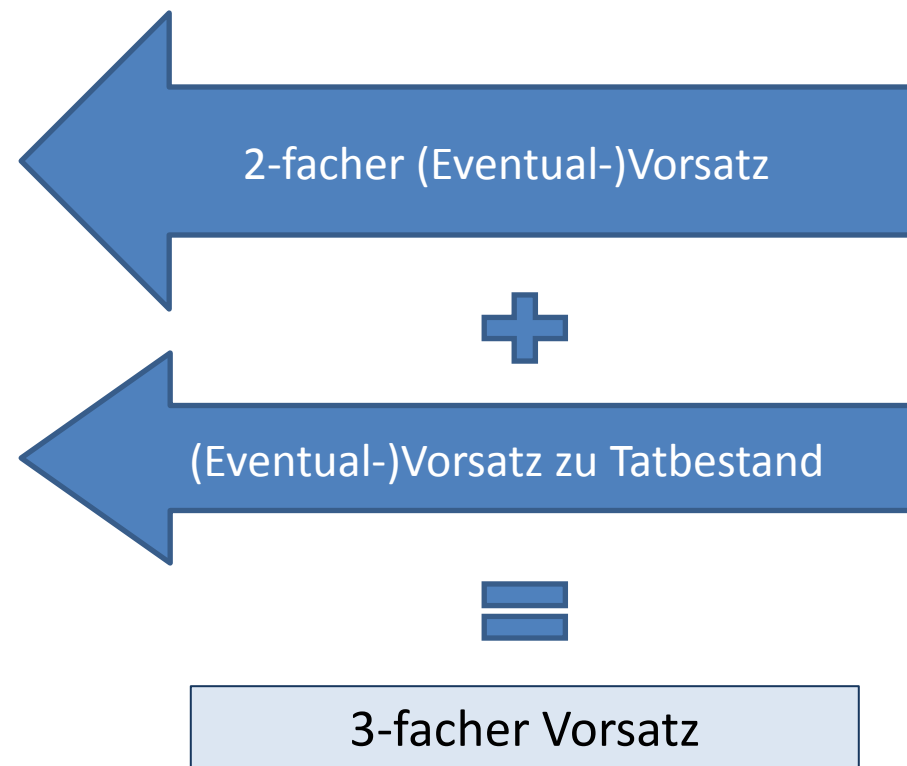 2-facher (Eventual-)Vorsatz
(Eventual-)Vorsatz zu Tatbestand
3-facher Vorsatz